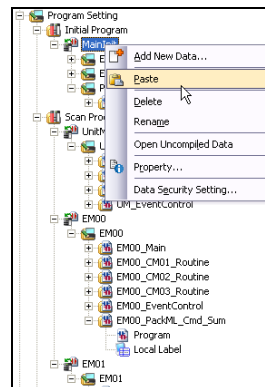 Program Setting
Initial Program
MainIni
Add New Data...
E
Paste
E
Delete
P
Rename
Scan Pro
UnitM
Open Uncompiled Data
U
Property...
Data Security Setting...
UM_EventControl
EM00
EM00
EM00_Main
EM00_CM01_Routine
EM00_CM02_Routine
EM00_CM03_Routine
EM00_EventControl
EM00_PackML_Cmd_Sum
Program
Local Label
EM01
EM01